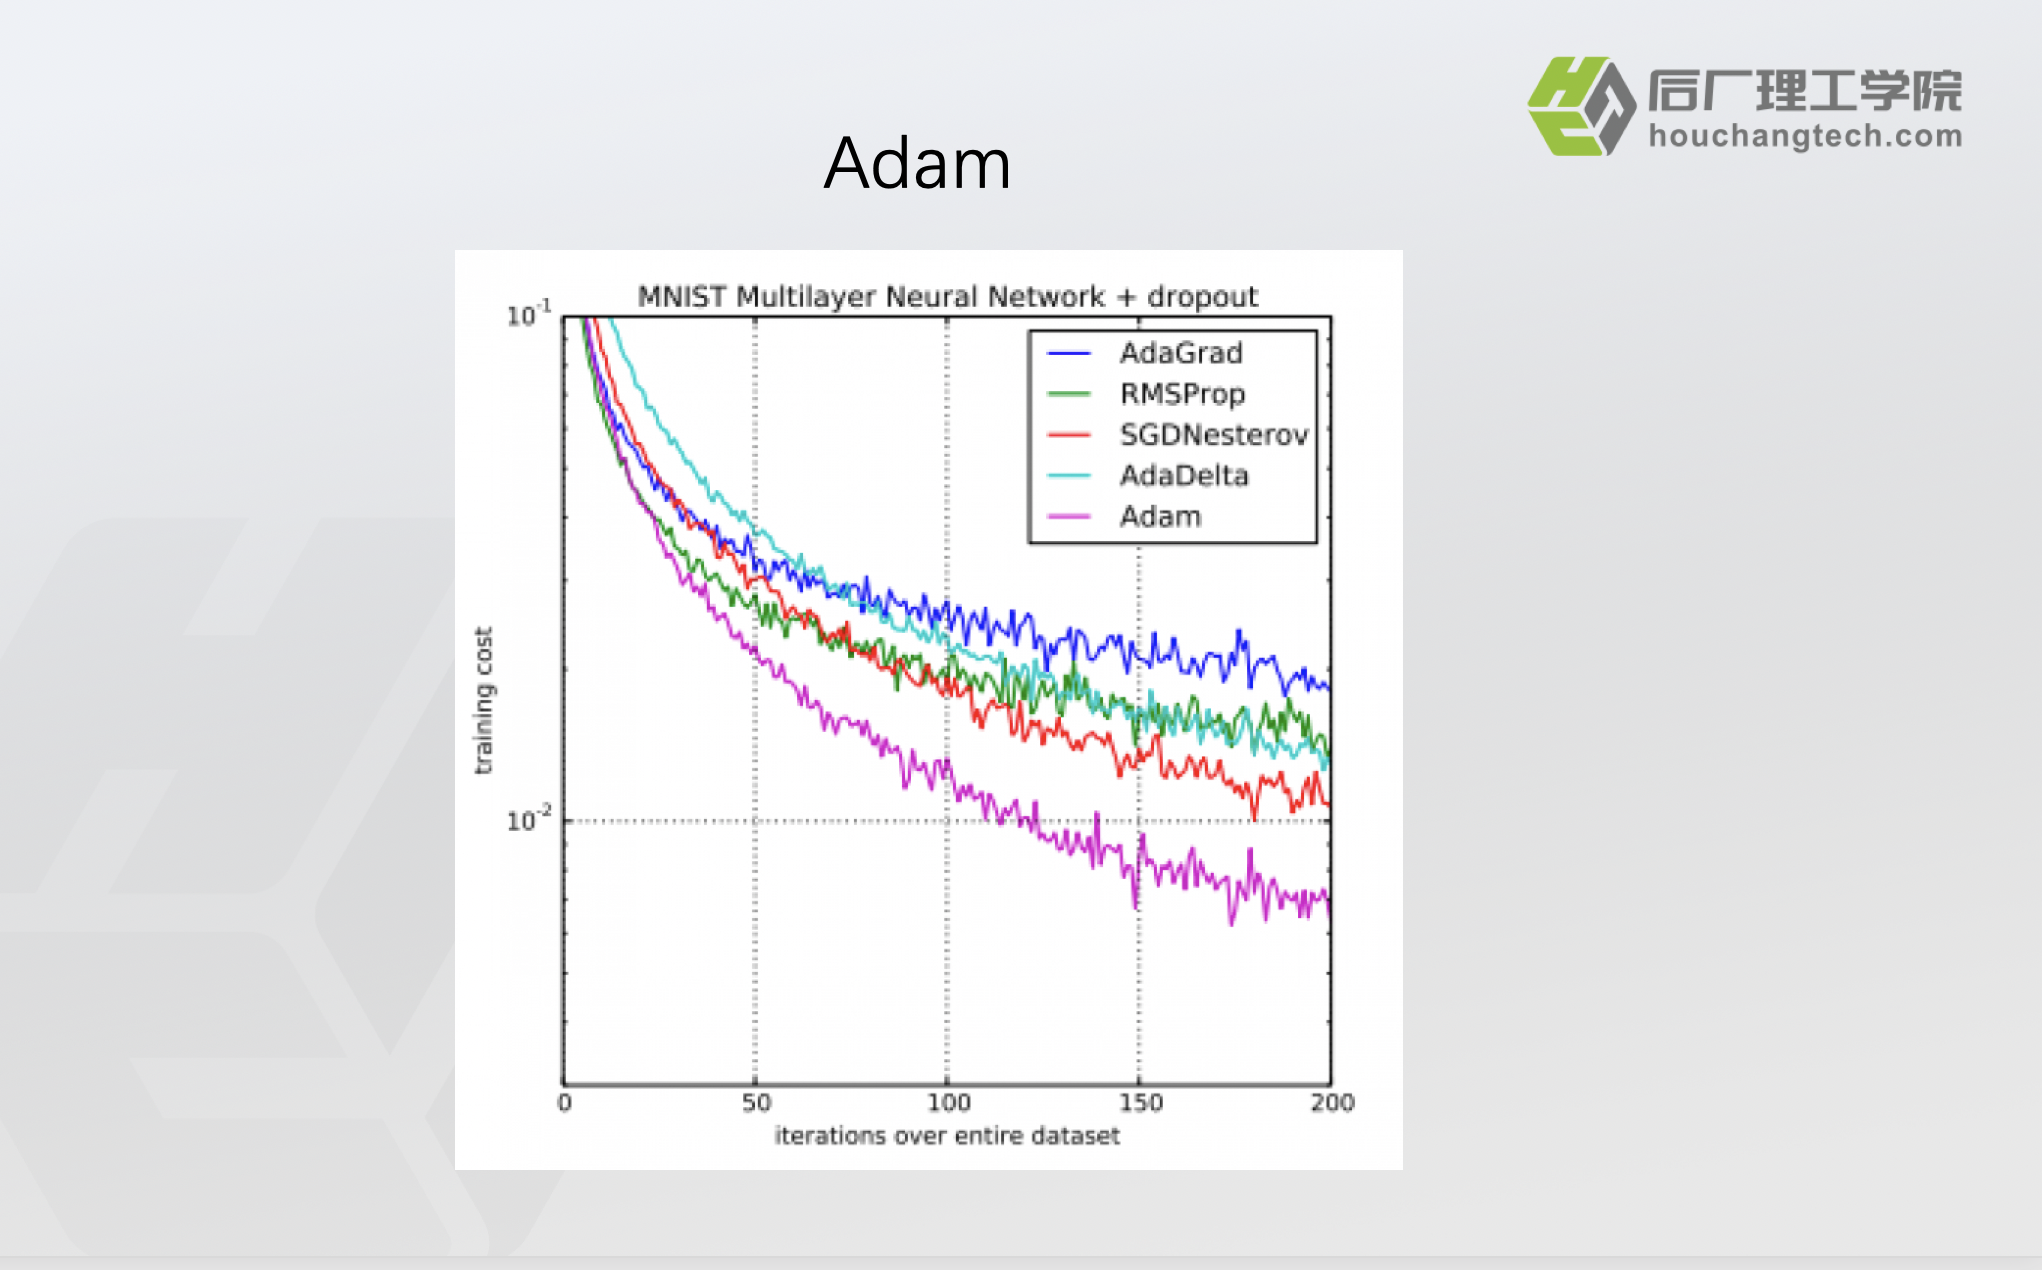 后厂理工学院
houchangtech.com
Adam
MNIST Multilayer Neural Network + dropout
10^-1
AdaGrad
RMSProp
SGDNesterov
AdaDelta
Adam
training cost
10^-2
0 50 100 150 200
iterations over entire dataset